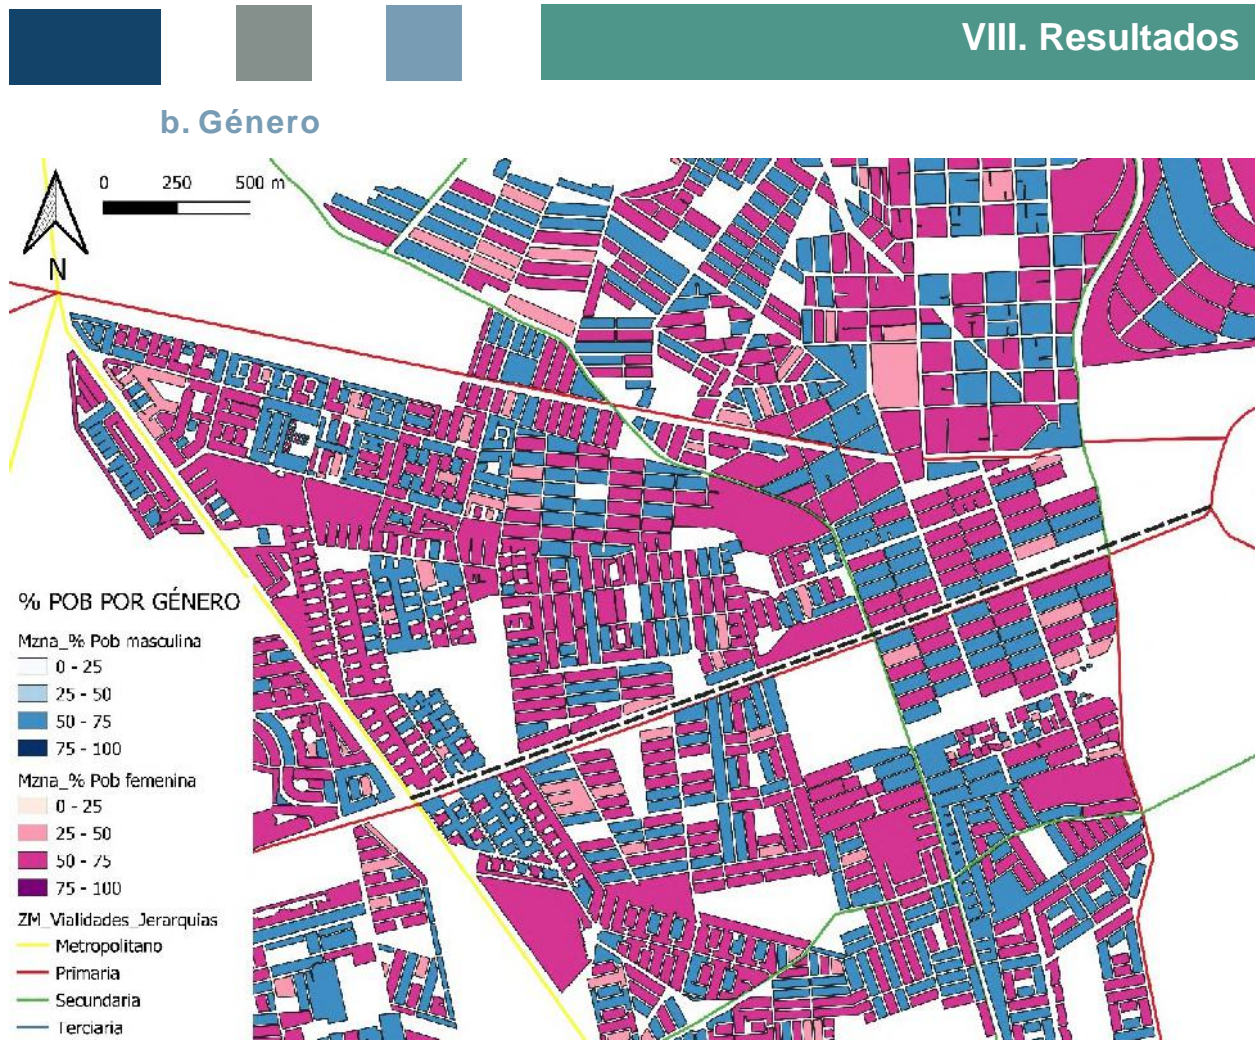 VIII. Resultados
b. Género
0 250 500 m
N
% POB POR GÉNERO
Mzna_% Pob masculina
0 - 25
25 - 50
50 - 75
75 - 100
Mzna_% Pob femenina
0 - 25
25 - 50
50 - 75
75 - 100
ZM_Vialidades_Jerarquías
Metropolitano
Primaria
Secundaria
Terciaria